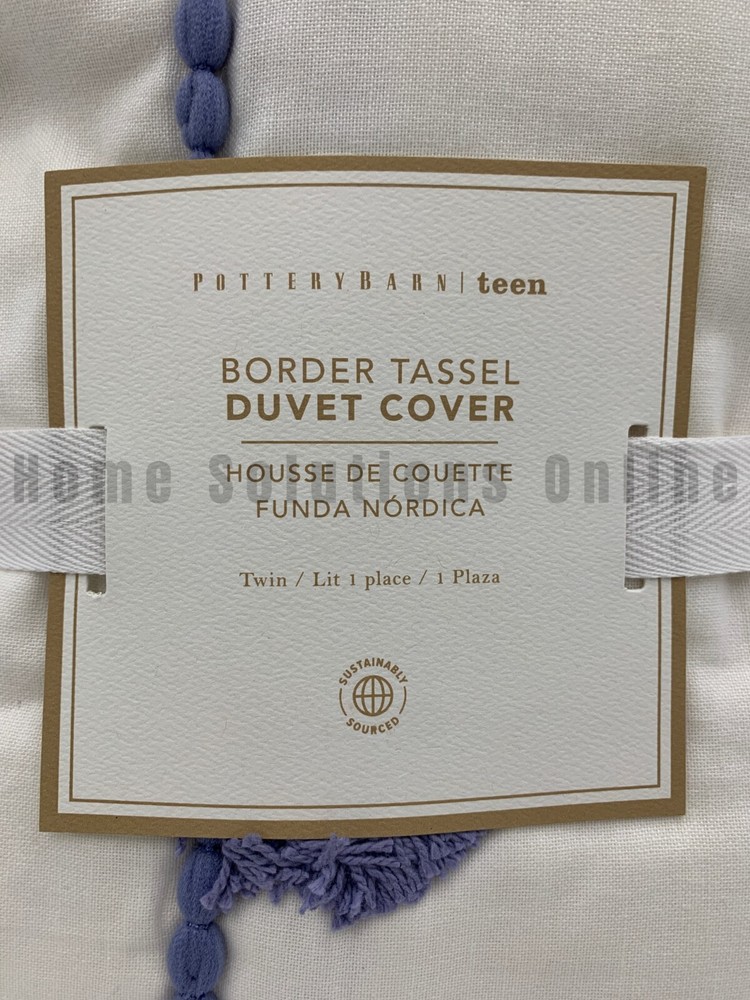 POTTERYBARN | teen
BORDER TASSEL
DUVET COVER
HOUSSE DE COUETTE
Home Solutions Online
FUNDA NÓRDICA
Twin / Lit 1 place / 1 Plaza
SUSTAINABLY
SOURCED